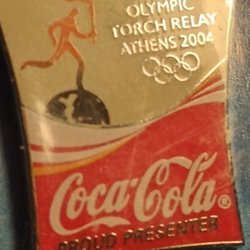 OLYMPIC
TORCH RELAY
ATHENS 2004
Coca-Cola®
PROUD PRESENTER